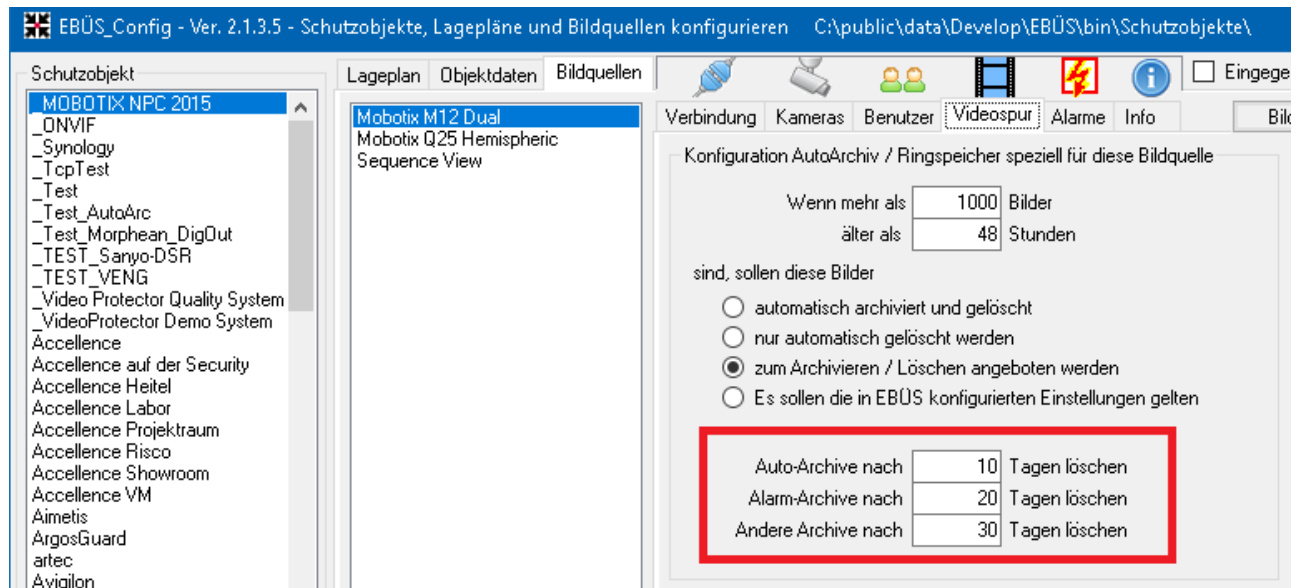 EBÜS_Config - Ver. 2.1.3.5 - Schutzobjekte, Lagepläne und Bildquellen konfigurieren C:\public\data\Develop\EBÜS\bin\Schutzobjekte\
Schutzobjekt
_MOBOTIX NPC 2015
_ONVIF
_Synology
_TcpTest
_Test
_Test_AutoArc
_Test_Morphean_DigOut
_TEST_Sanyo-DSR
_TEST_VENG
_Video Protector Quality System
_VideoProtector Demo System
Accellence
Accellence auf der Security
Accellence Heitel
Accellence Labor
Accellence Projektraum
Accellence Risco
Accellence Showroom
Accellence VM
Aimetis
ArgosGuard
artec
Avigilon
Lageplan Objektdaten Bildquellen
Mobotix M12 Dual
Mobotix Q25 Hemispheric
Sequence View
Eingege
Verbindung Kameras Benutzer Videospur Alarme Info Bild
Konfiguration AutoArchiv / Ringspeicher speziell für diese Bildquelle
Wenn mehr als 1000 Bilder
älter als 48 Stunden
sind, sollen diese Bilder
automatisch archiviert und gelöscht
nur automatisch gelöscht werden
zum Archivieren / Löschen angeboten werden
Es sollen die in EBÜS konfigurierten Einstellungen gelten
Auto-Archive nach 10 Tagen löschen
Alarm-Archive nach 20 Tagen löschen
Andere Archive nach 30 Tagen löschen